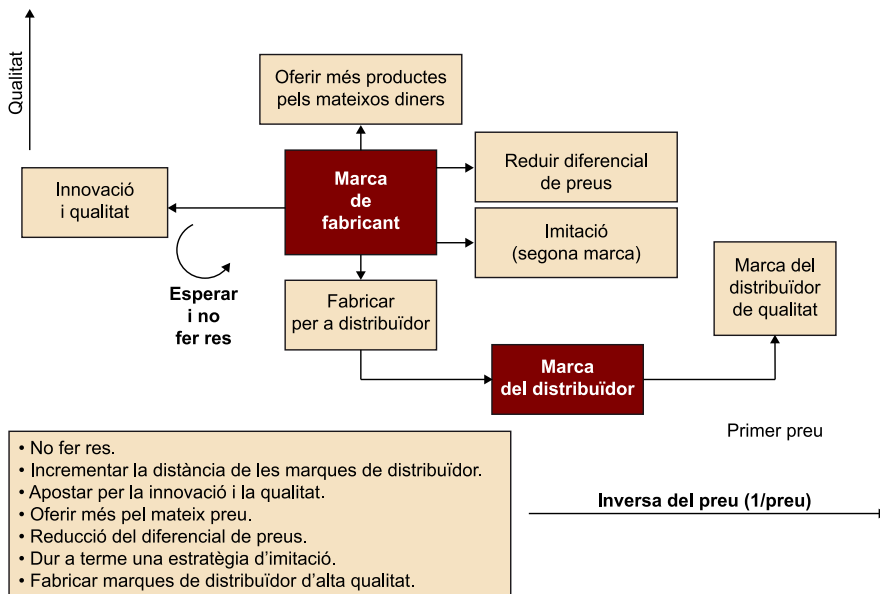 Qualitat
Oferir més productes
pels mateixos diners
Innovació
i qualitat
Marca
de
fabricant
Reduir diferencial
de preus
Imitació
(segona marca)
Esperar
i no
fer res
Fabricar
per a distribuïdor
Marca del
distribuïdor
de qualitat
Marca
del distribuïdor
Primer preu
• No fer res.
• Incrementar la distància de les marques de distribuïdor.
• Apostar per la innovació i la qualitat.
• Oferir més pel mateix preu.
• Reducció del diferencial de preus.
• Dur a terme una estratègia d’imitació.
• Fabricar marques de distribuïdor d’alta qualitat.
Inversa del preu (1/preu)